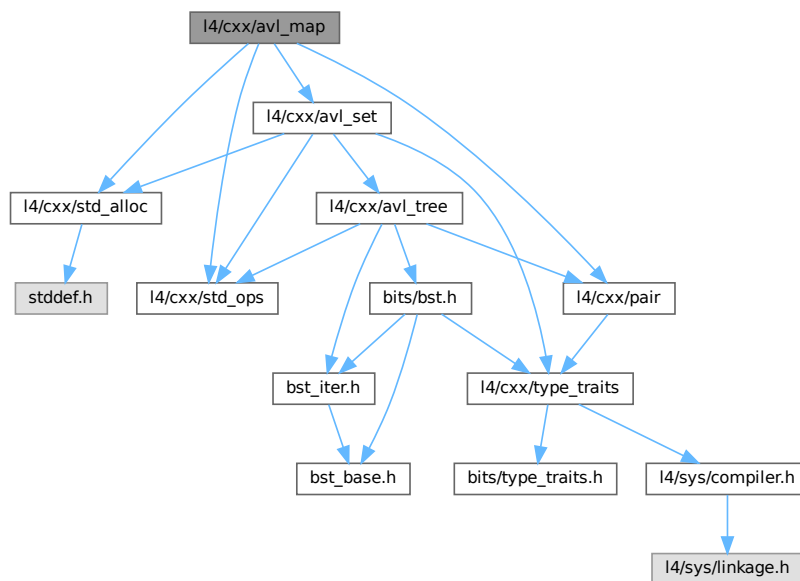 l4/cxx/avl_map
l4/cxx/avl_set
l4/cxx/std_alloc
l4/cxx/avl_tree
stddef.h
l4/cxx/std_ops
bits/bst.h
l4/cxx/pair
bst_iter.h
l4/cxx/type_traits
bst_base.h
bits/type_traits.h
l4/sys/compiler.h
l4/sys/linkage.h